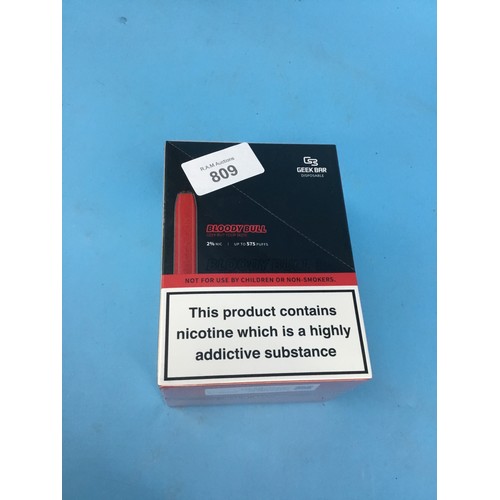 R.A.M Auctions
809
GEEK BAR
DISPOSABLE
BLOODY BULL
2% NIC | UP TO 575 PUFFS
NOT FOR USE BY CHILDREN OR NON-SMOKERS.
This product contains
nicotine which is a highly
addictive substance